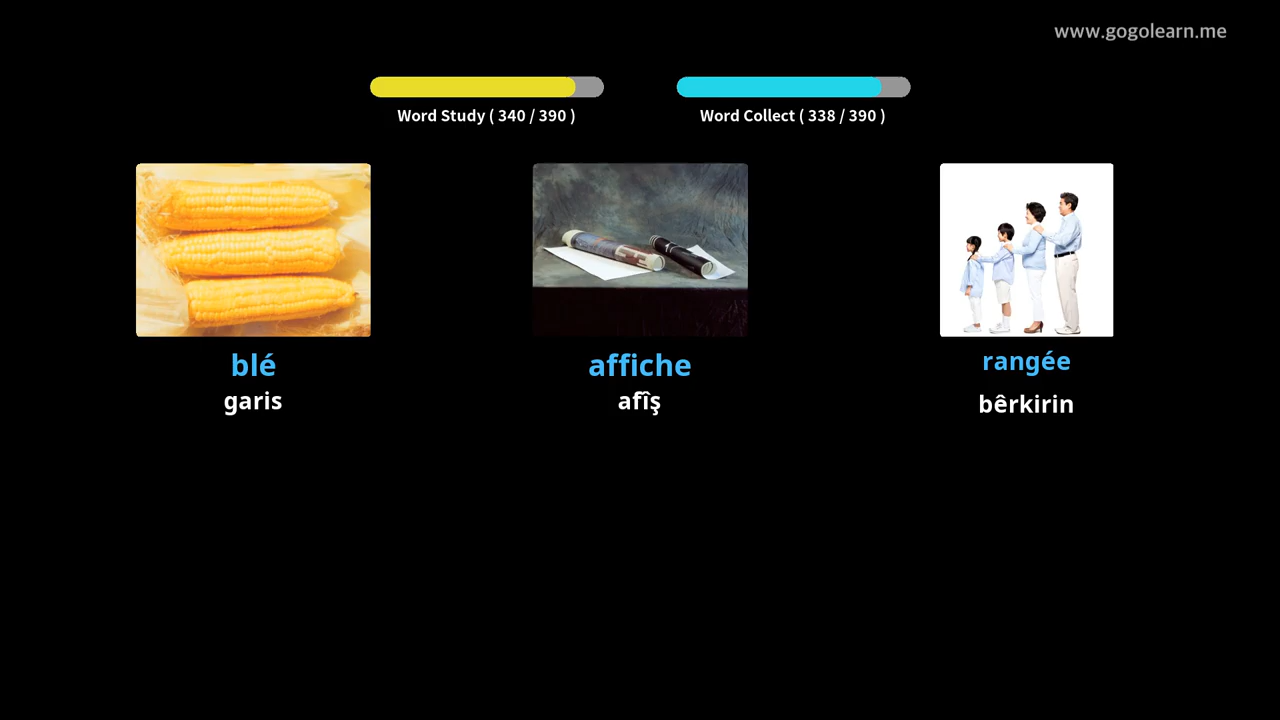 www.gogolearn.me
Word Study ( 340 / 390 )
Word Collect ( 338 / 390 )
blé
affiche
rangée
garis
afîş
bêrkirin